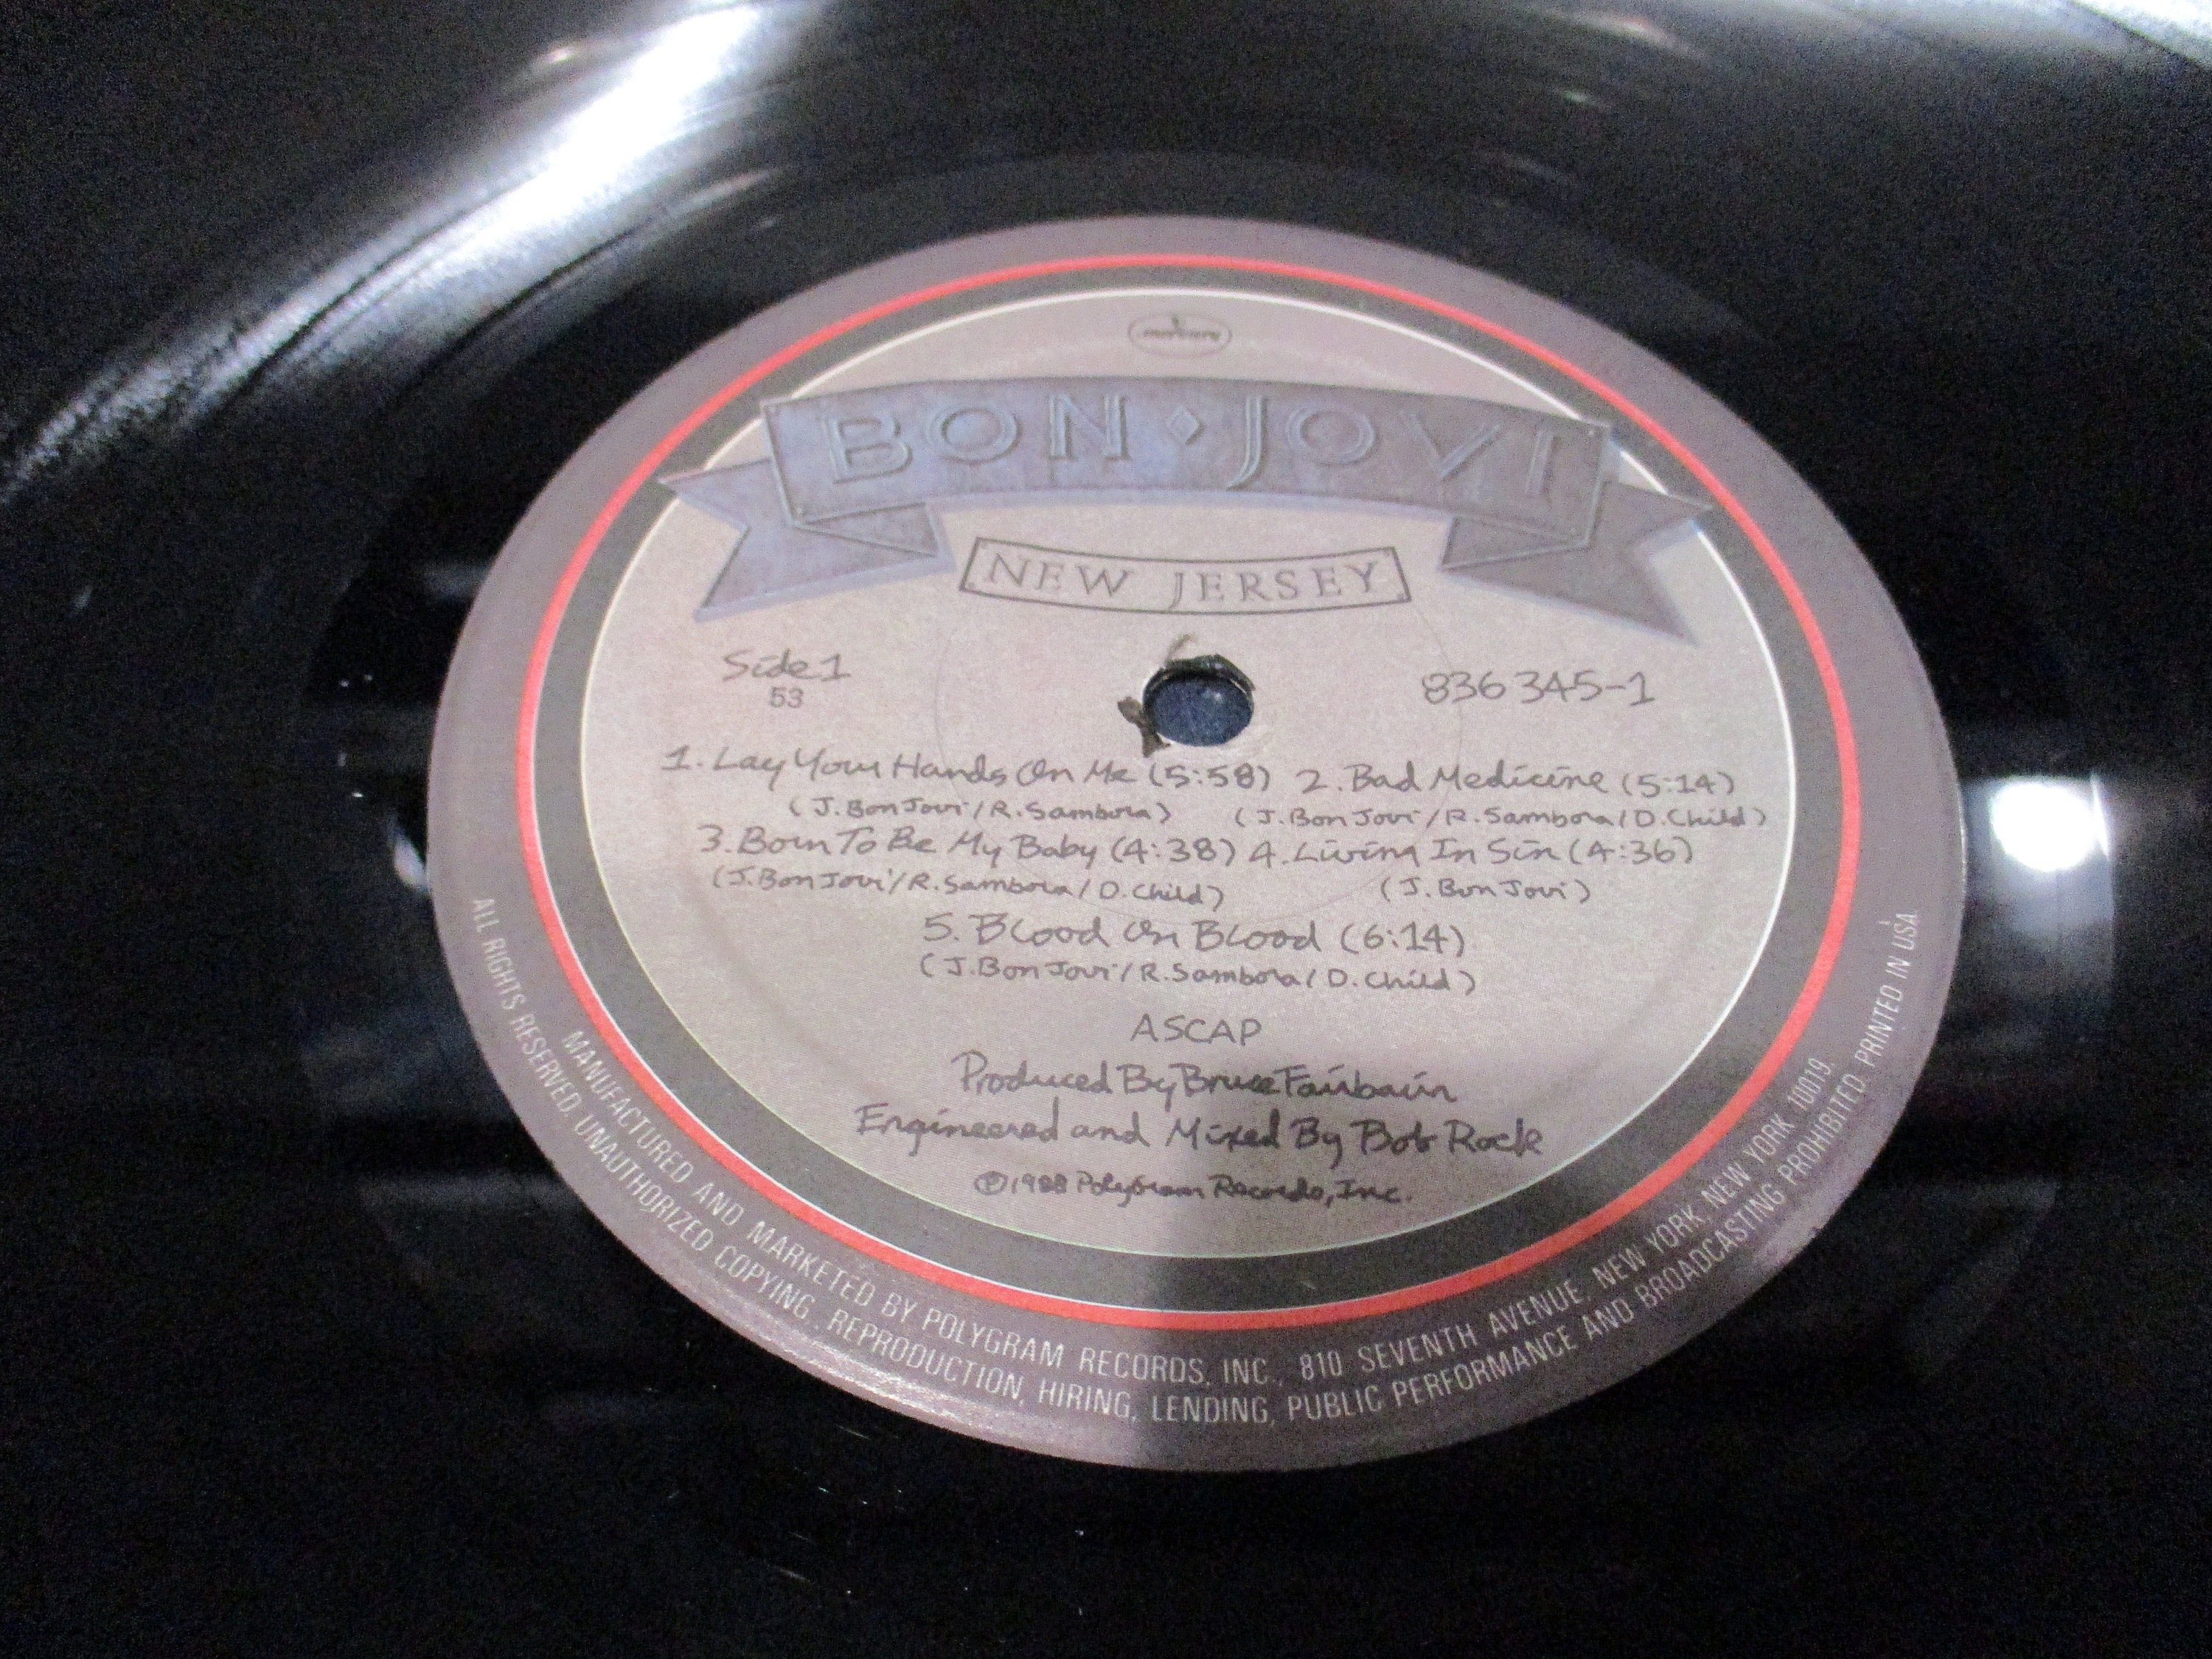 mercury
BON JOVI
NEW JERSEY
Side 1
53
836 345-1
1. Lay Your Hands On Me (5:58) 2. Bad Medicine (5:14)
(J. Bon Jovi / R. Sambora) (J. Bon Jovi / R. Sambora / D. Child)
3. Born To Be My Baby (4:38) 4. Living In Sin (4:36)
(J. Bon Jovi / R. Sambora / D. Child) (J. Bon Jovi)
5. Blood On Blood (6:14)
(J. Bon Jovi / R. Sambora / D. Child)
ASCAP
Produced By Bruce Fairbairn
Engineered and Mixed By Bob Rock
℗ 1988 PolyGram Records, Inc.
MANUFACTURED AND MARKETED BY POLYGRAM RECORDS, INC., 810 SEVENTH AVENUE, NEW YORK, NEW YORK 10019.
ALL RIGHTS RESERVED. UNAUTHORIZED COPYING, REPRODUCTION, HIRING, LENDING, PUBLIC PERFORMANCE AND BROADCASTING PROHIBITED. PRINTED IN USA.